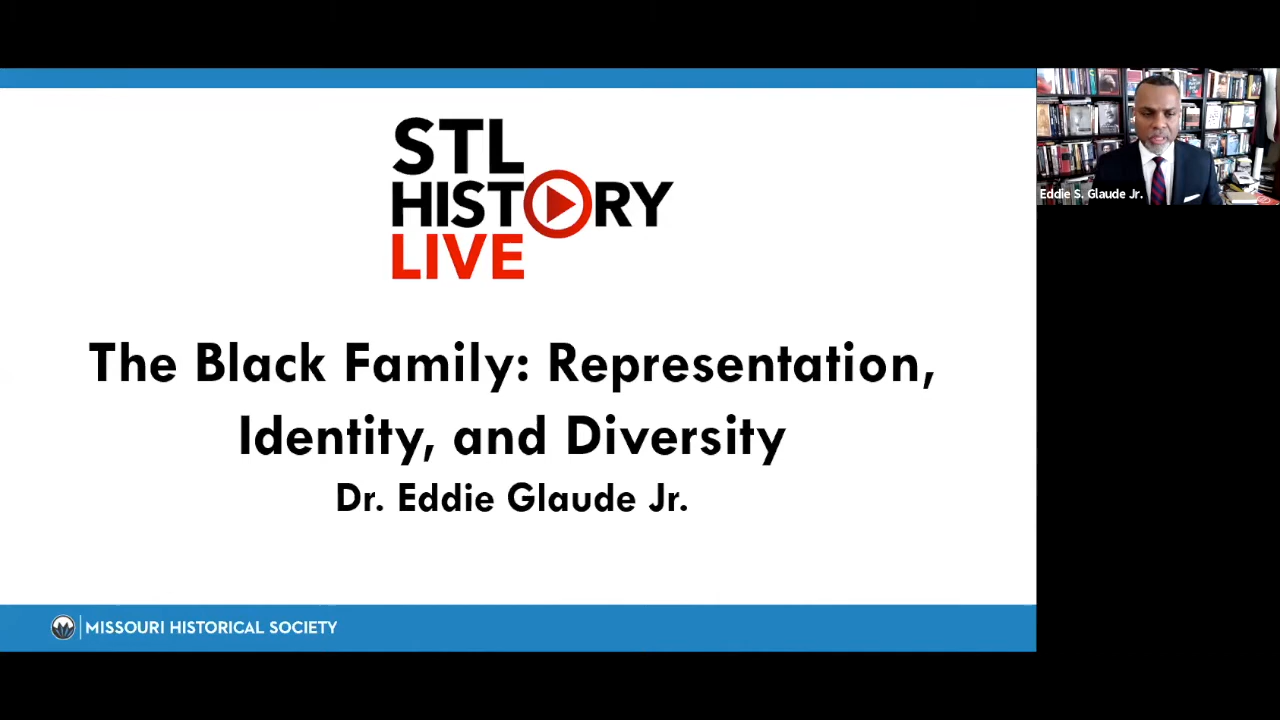 STL
HISTORY
LIVE
The Black Family: Representation,
Identity, and Diversity
Dr. Eddie Glaude Jr.
MISSOURI HISTORICAL SOCIETY
Eddie S. Glaude Jr.